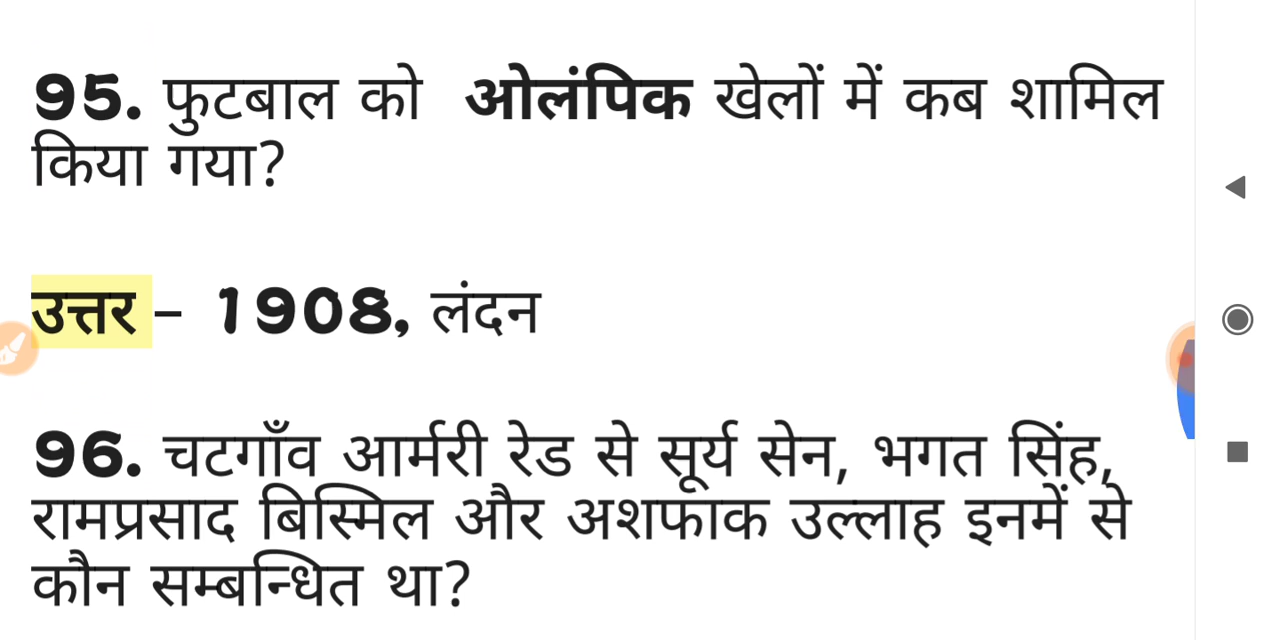 95. फुटबाल को ओलंपिक खेलों में कब शामिल
किया गया?
उत्तर – 1908, लंदन
96. चटगाँव आर्मरी रेड से सूर्य सेन, भगत सिंह,
रामप्रसाद बिस्मिल और अशफाक उल्लाह इनमें से
कौन सम्बन्धित था?